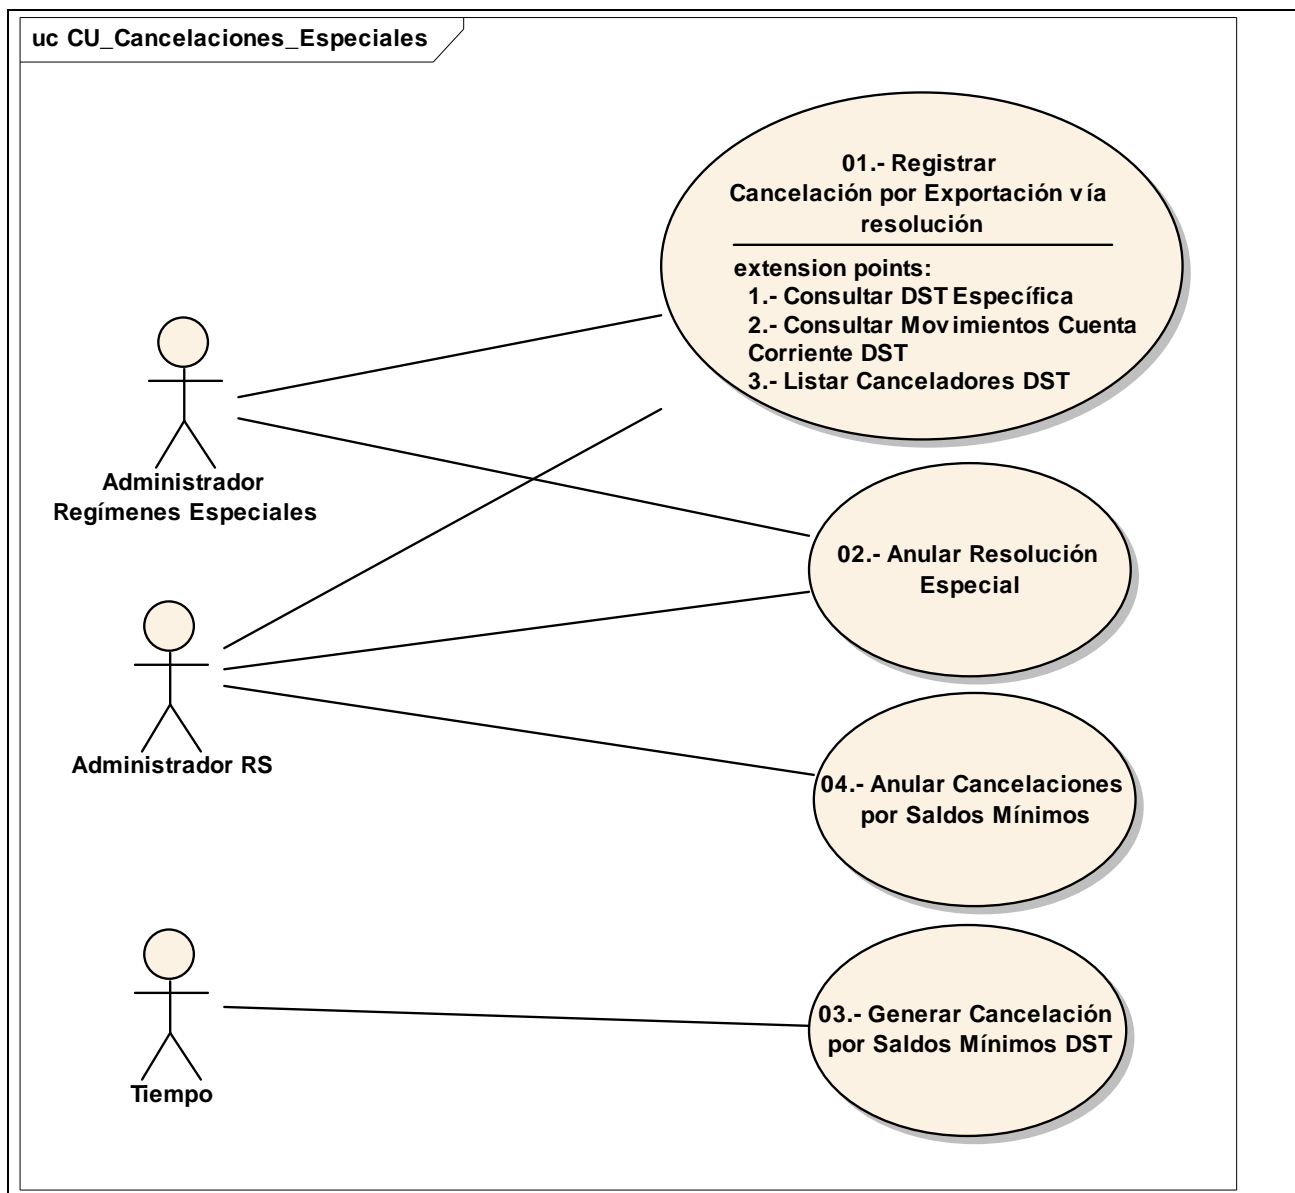 uc CU_Cancelaciones_Especiales
01.- Registrar
Cancelación por Exportación vía
resolución
extension points:
1.- Consultar DST Específica
2.- Consultar Movimientos Cuenta
Corriente DST
3.- Listar Canceladores DST
Administrador
Regímenes Especiales
02.- Anular Resolución
Especial
Administrador RS
04.- Anular Cancelaciones
por Saldos Mínimos
03.- Generar Cancelación
por Saldos Mínimos DST
Tiempo